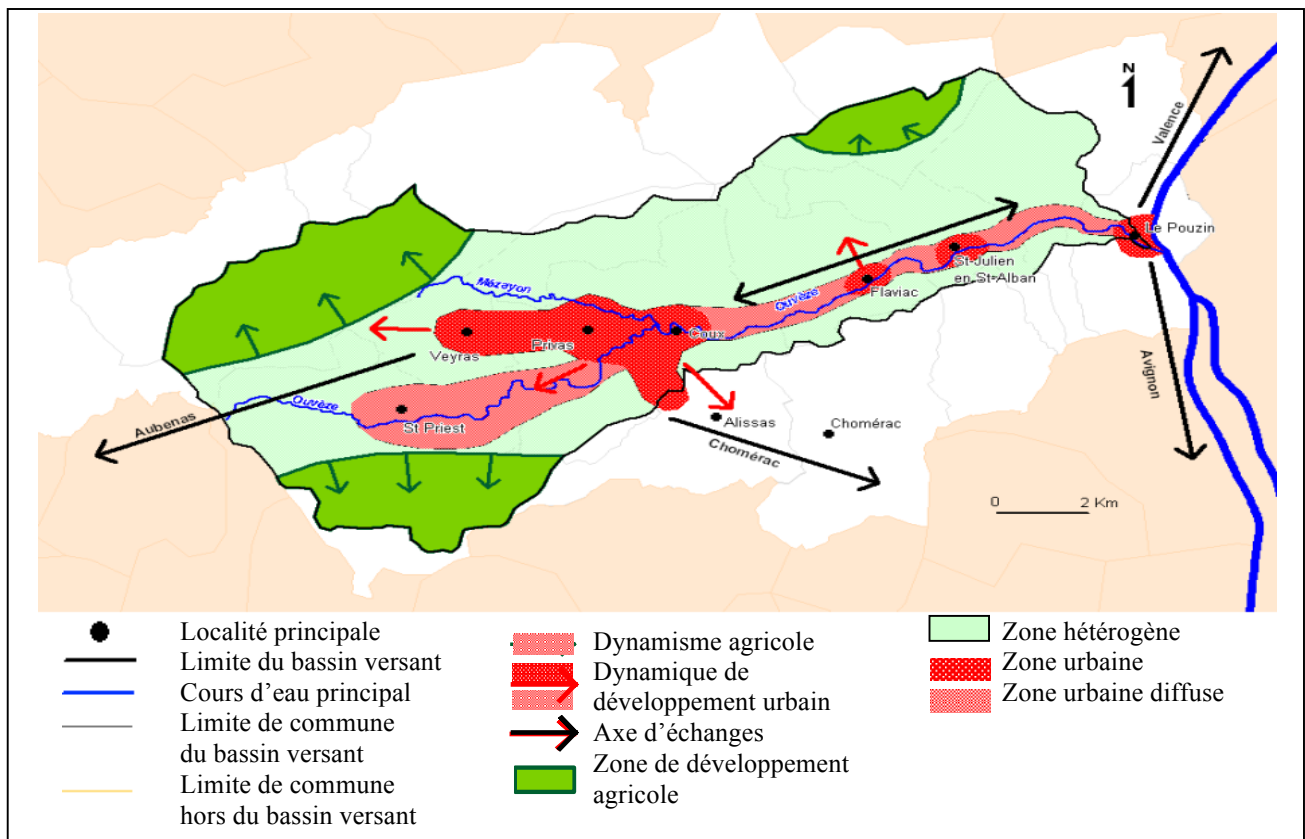 N
Valence
Le Pouzin
St Julien
en St Alban
Flaviac
Ouvèze
Mézayon
Coux
Privas
Veyras
Avignon
Ouvèze
St Priest
Aubenas
Alissas
Chomérac
Chomérac
0 2 Km
Localité principale
Limite du bassin versant
Cours d'eau principal
Limite de commune
du bassin versant
Limite de commune
hors du bassin versant
Dynamisme agricole
Dynamique de
développement urbain
Axe d'échanges
Zone de développement
agricole
Zone hétérogène
Zone urbaine
Zone urbaine diffuse